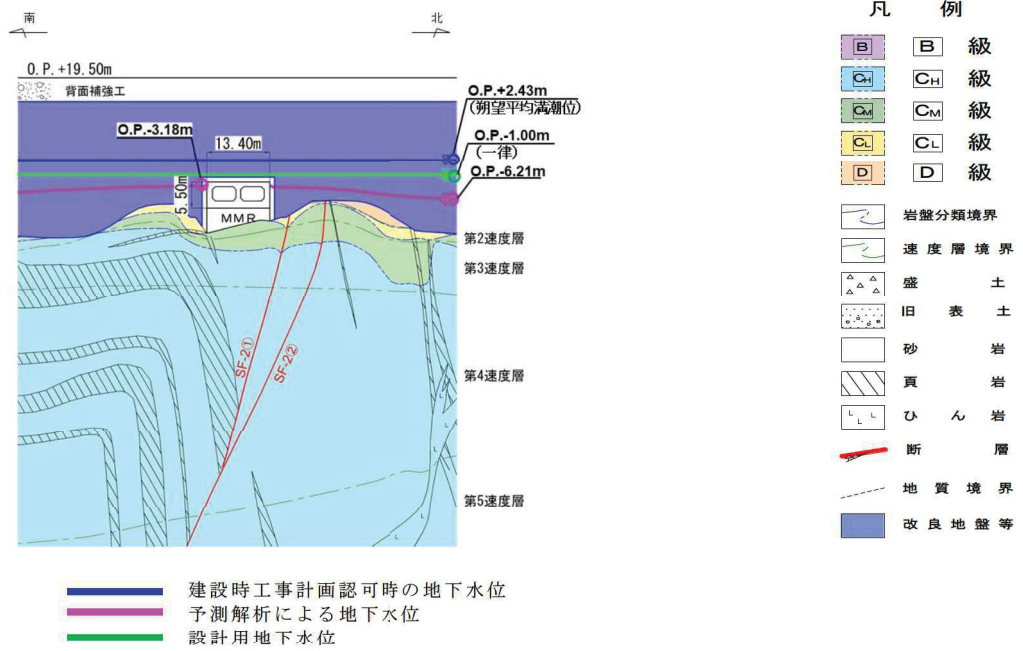 南
北
O.P.+19.50m
背面補強工
O.P.+2.43m
(朔望平均満潮位)
O.P.-3.18m
13.40m
O.P.-1.00m
(一律)
O.P.-6.21m
5.50m
MMR
第2速度層
第3速度層
SF-2①
SF-2②
第4速度層
第5速度層
凡 例
B B 級
CH CH 級
CM CM 級
CL CL 級
D D 級
岩盤分類境界
速度層境界
盛土
旧表土
砂岩
頁岩
ひん岩
断層
地質境界
改良地盤等
建設時工事計画認可時の地下水位
予測解析による地下水位
設計用地下水位